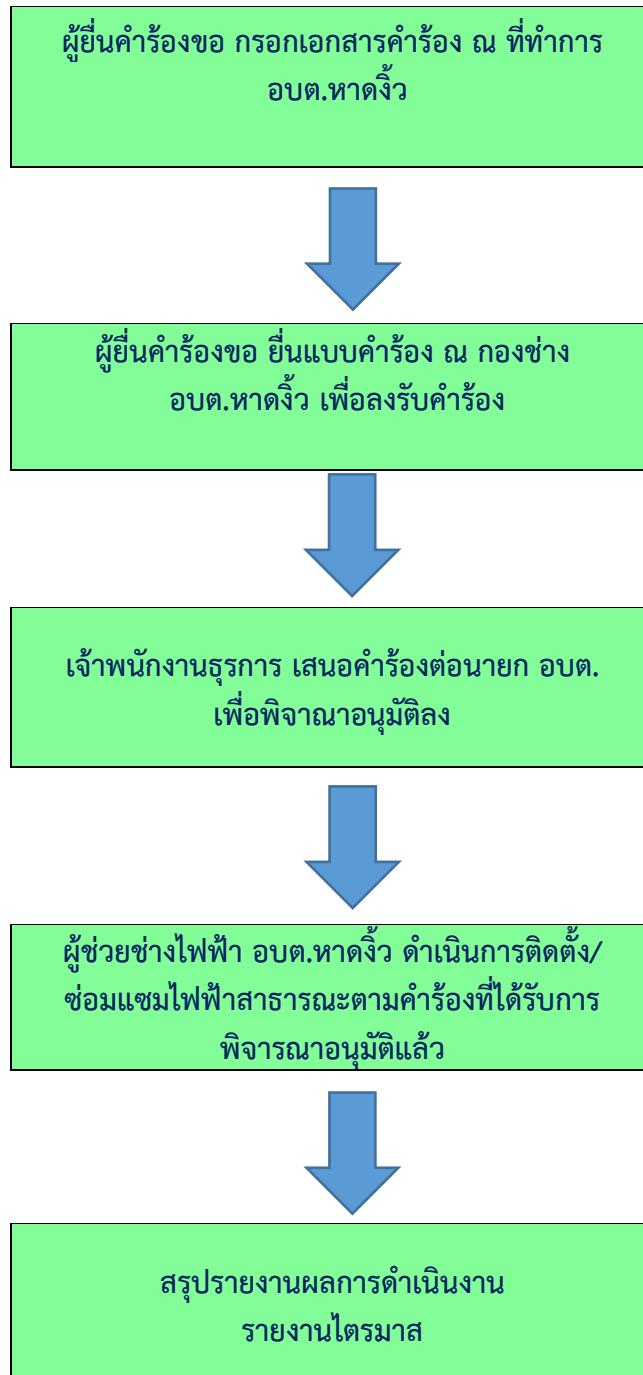 ผู้ยื่นคำร้องขอ กรอกเอกสารคำร้อง ณ ที่ทำการ
อบต.หาดงิ้ว
ผู้ยื่นคำร้องขอ ยื่นแบบคำร้อง ณ กองช่าง
อบต.หาดงิ้ว เพื่อลงรับคำร้อง
เจ้าพนักงานธุรการ เสนอคำร้องต่อนายก อบต.
เพื่อพิจาณาอนุมัติลง
ผู้ช่วยช่างไฟฟ้า อบต.หาดงิ้ว ดำเนินการติดตั้ง/
ซ่อมแซมไฟฟ้าสาธารณะตามคำร้องที่ได้รับการ
พิจารณาอนุมัติแล้ว
สรุปรายงานผลการดำเนินงาน
รายงานไตรมาส